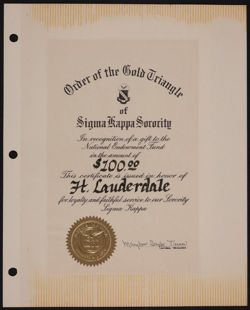 Order of the Gold Triangle
of
Sigma Kappa Sorority
In recognition of a gift to the
National Endowment Fund
in the amount of
$100.00
This certificate is issued in honor of
Ft. Lauderdale
for loyalty and faithful service to our Sorority
Sigma Kappa